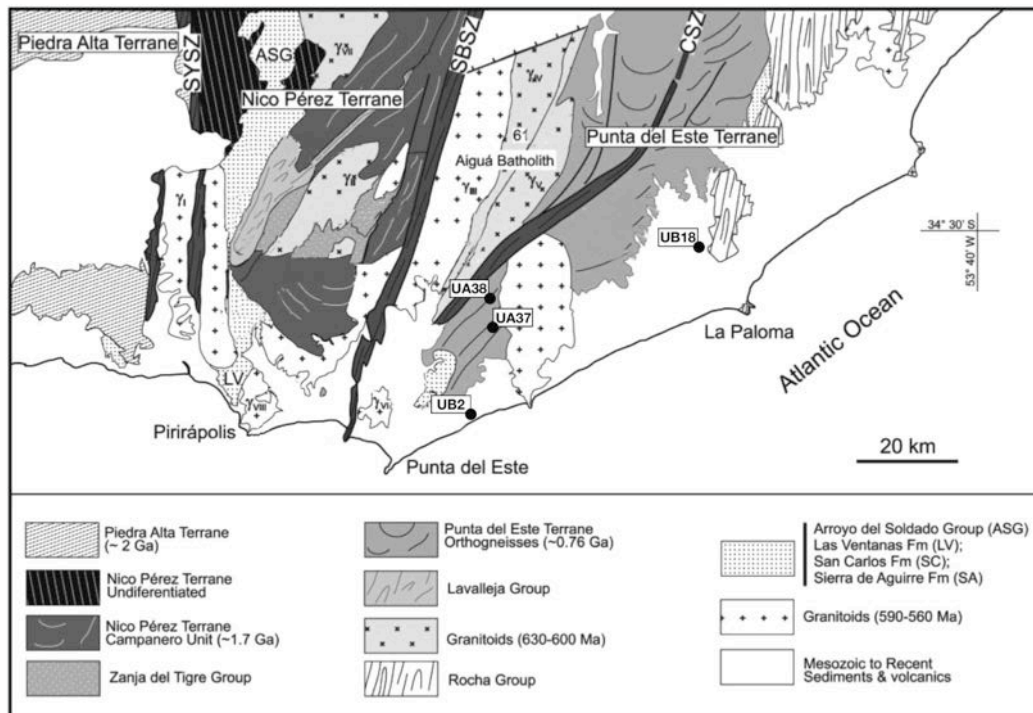 Piedra Alta Terrane
SYSZ
ASG
γVII
SBSZ
CSZ
Nico Pérez Terrane
γIV
61
Punta del Este Terrane
Aiguá Batholith
γI
γII
γIII
γV
UB18
34° 30' S
53° 40' W
UA38
UA37
La Paloma
Atlantic Ocean
LV
γVIII
γVI
UB2
Pirirápolis
Punta del Este
20 km
Piedra Alta Terrane
(~ 2 Ga)
Nico Pérez Terrane
Undifferentiated
Nico Pérez Terrane
Campanero Unit (~1.7 Ga)
Zanja del Tigre Group
Punta del Este Terrane
Orthogneisses (~0.76 Ga)
Lavalleja Group
Granitoids (630-600 Ma)
Rocha Group
Arroyo del Soldado Group (ASG)
Las Ventanas Fm (LV);
San Carlos Fm (SC);
Sierra de Aguirre Fm (SA)
Granitoids (590-560 Ma)
Mesozoic to Recent
Sediments & volcanics